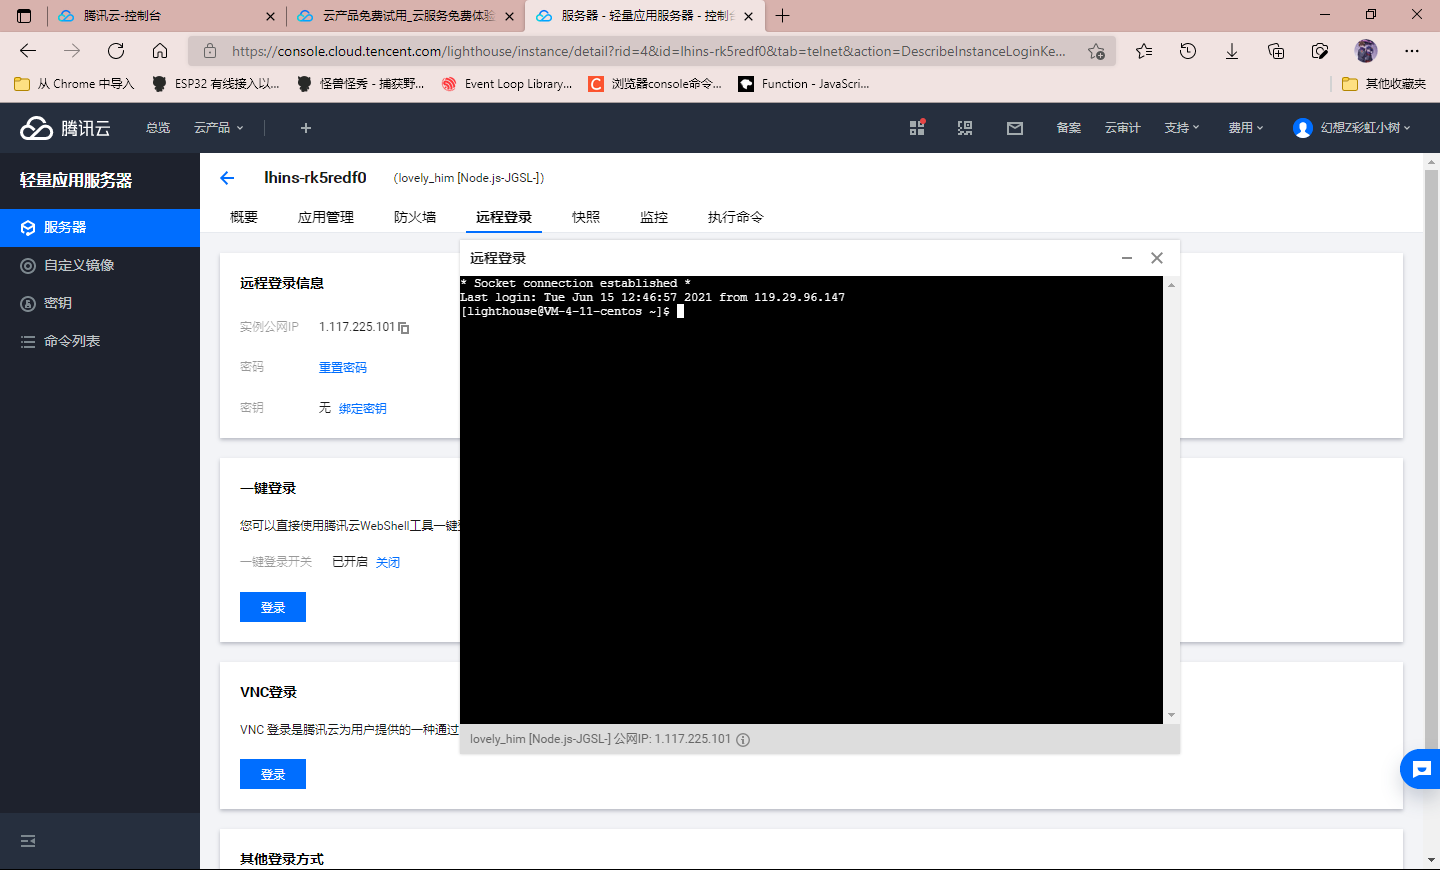 腾讯云-控制台
云产品免费试用_云服务免费体验
服务器 - 轻量应用服务器 - 控制台
https://console.cloud.tencent.com/lighthouse/instance/detail?rid=4&id=lhins-rk5redf0&tab=telnet&action=DescribeInstanceLoginKe...
从 Chrome 中导入
ESP32 有线接入以...
怪兽怪秀 - 捕获野...
Event Loop Library...
浏览器console命令...
Function - JavaScri...
其他收藏夹
腾讯云
总览
云产品
备案
云审计
支持
费用
幻想Z彩虹小树
轻量应用服务器
服务器
自定义镜像
密钥
命令列表
lhins-rk5redf0
(lovely_him [Node.js-JGSL-])
概要
应用管理
防火墙
远程登录
快照
监控
执行命令
远程登录信息
实例公网IP 1.117.225.101
密码 重置密码
密钥 无 绑定密钥
一键登录
您可以直接使用腾讯云WebShell工具一键登
一键登录开关 已开启 关闭
登录
VNC登录
VNC 登录是腾讯云为用户提供的一种通过
登录
其他登录方式
远程登录
* Socket connection established *
Last login: Tue Jun 15 12:46:57 2021 from 119.29.96.147
[lighthouse@VM-4-11-centos ~]$
lovely_him [Node.js-JGSL-] 公网IP: 1.117.225.101